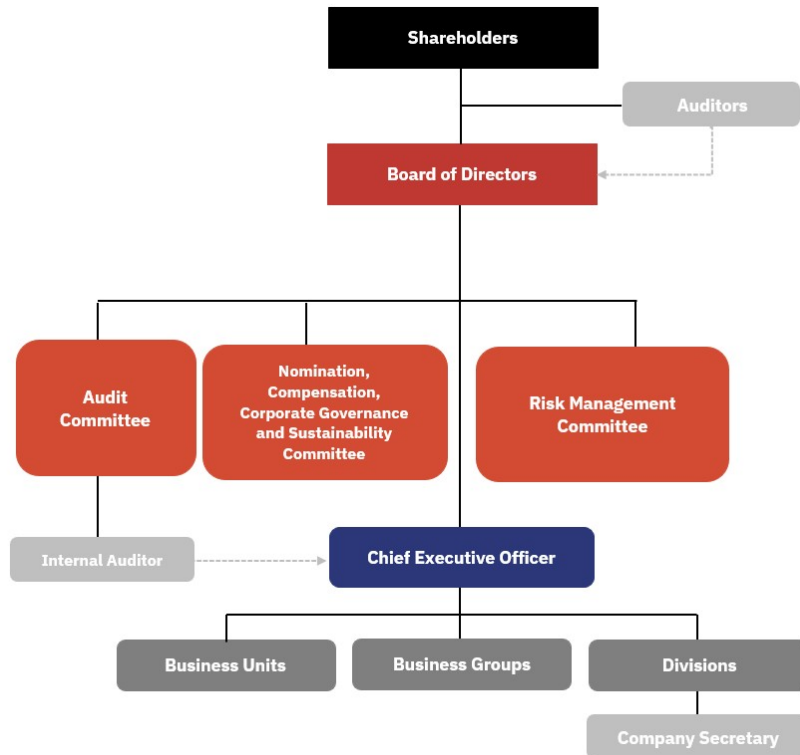 Shareholders
Auditors
Board of Directors
Audit
Committee
Nomination,
Compensation,
Corporate Governance
and Sustainability
Committee
Risk Management
Committee
Internal Auditor
Chief Executive Officer
Business Units
Business Groups
Divisions
Company Secretary